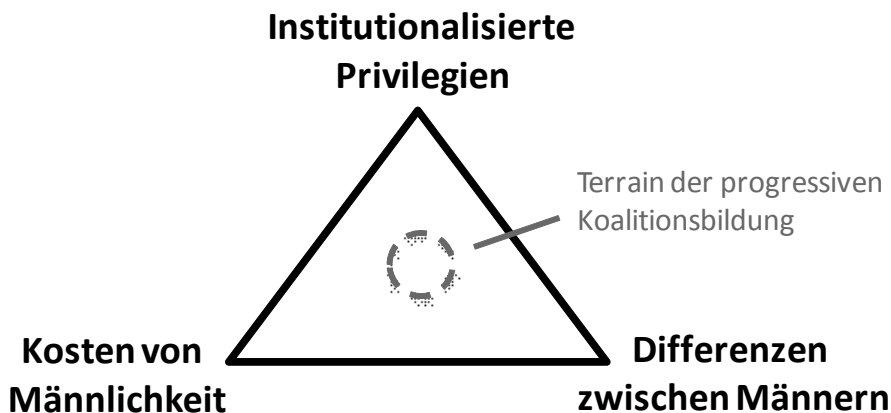 Institutionalisierte
Privilegien
Terrain der progressiven
Koalitionsbildung
Kosten von
Männlichkeit
Differenzen
zwischen Männern